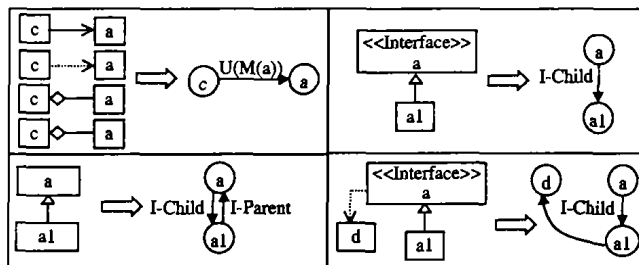 c a
c a
c a
c a
c U(M(a)) a
<<Interface>>
a
a1
a
I-Child
a1
a
a1
a
I-Child I-Parent
a1
<<Interface>>
a
d a1
d a
I-Child
a1